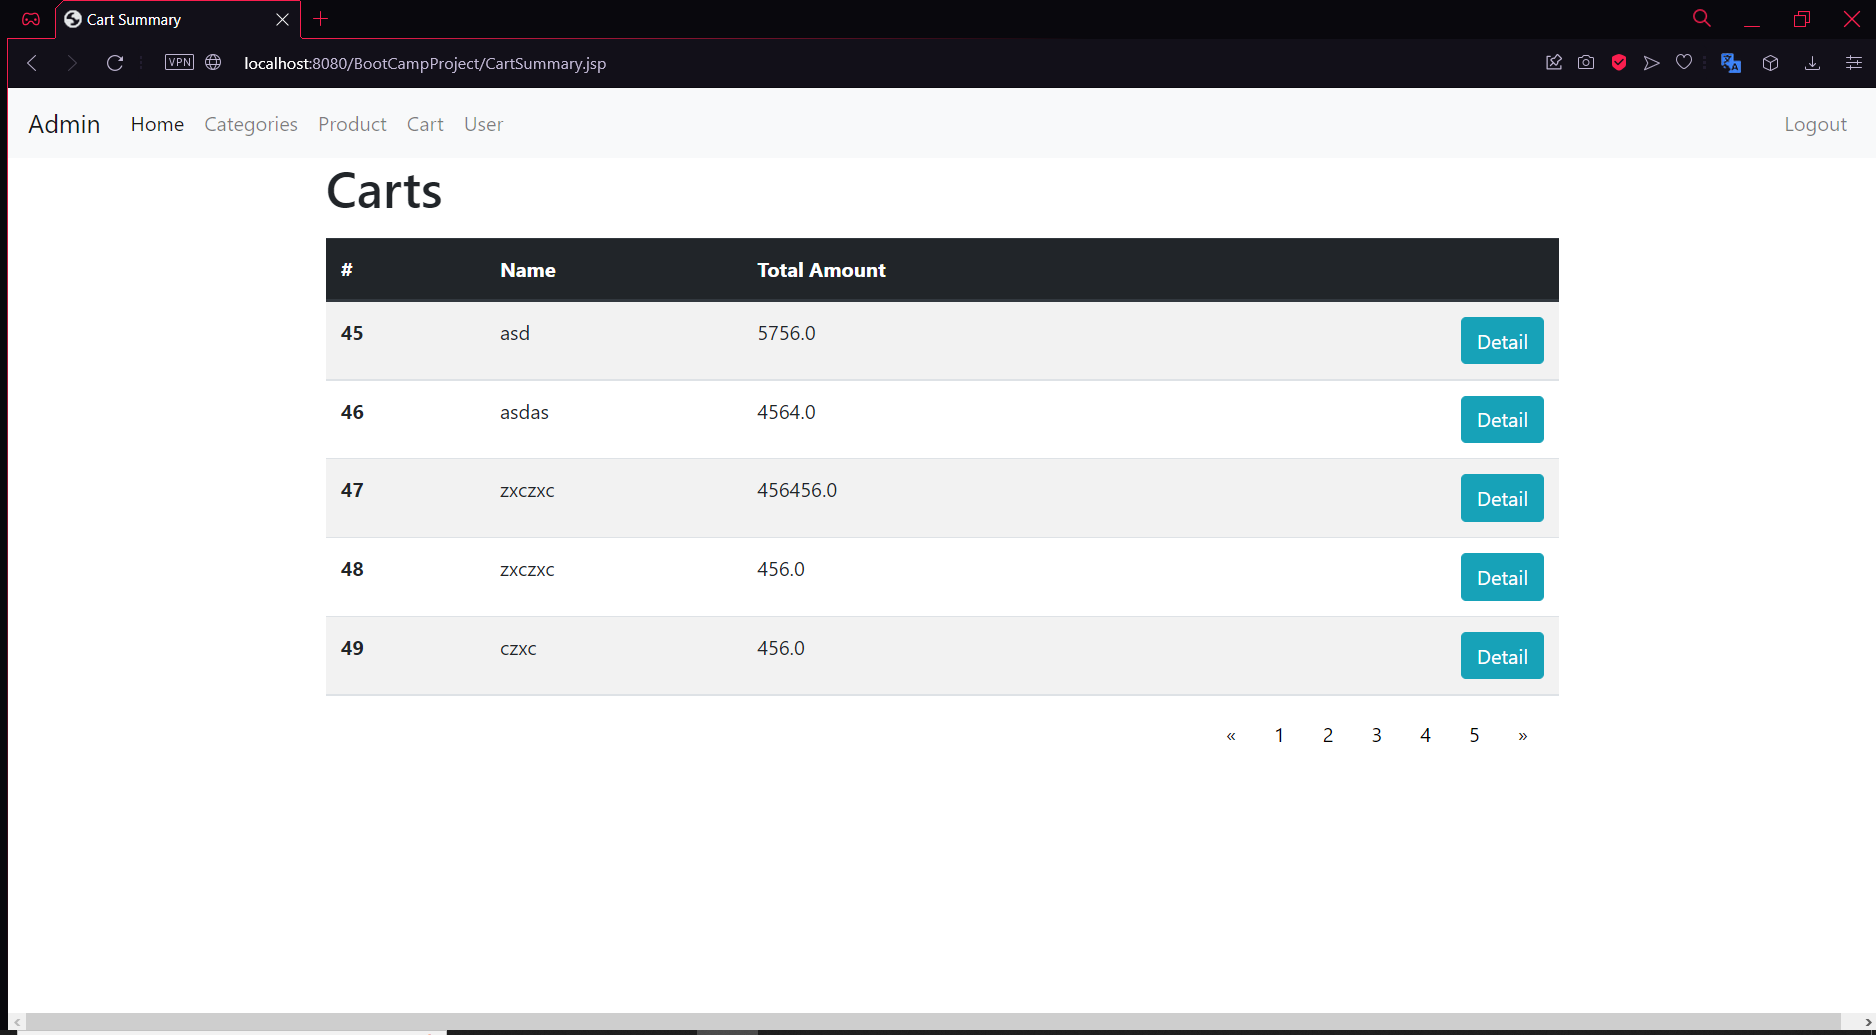 Cart Summary
VPN localhost:8080/BootCampProject/CartSummary.jsp
Admin Home Categories Product Cart User Logout
Carts
# Name Total Amount
45 asd 5756.0 Detail
46 asdas 4564.0 Detail
47 zxczxc 456456.0 Detail
48 zxczxc 456.0 Detail
49 czxc 456.0 Detail
« 1 2 3 4 5 »